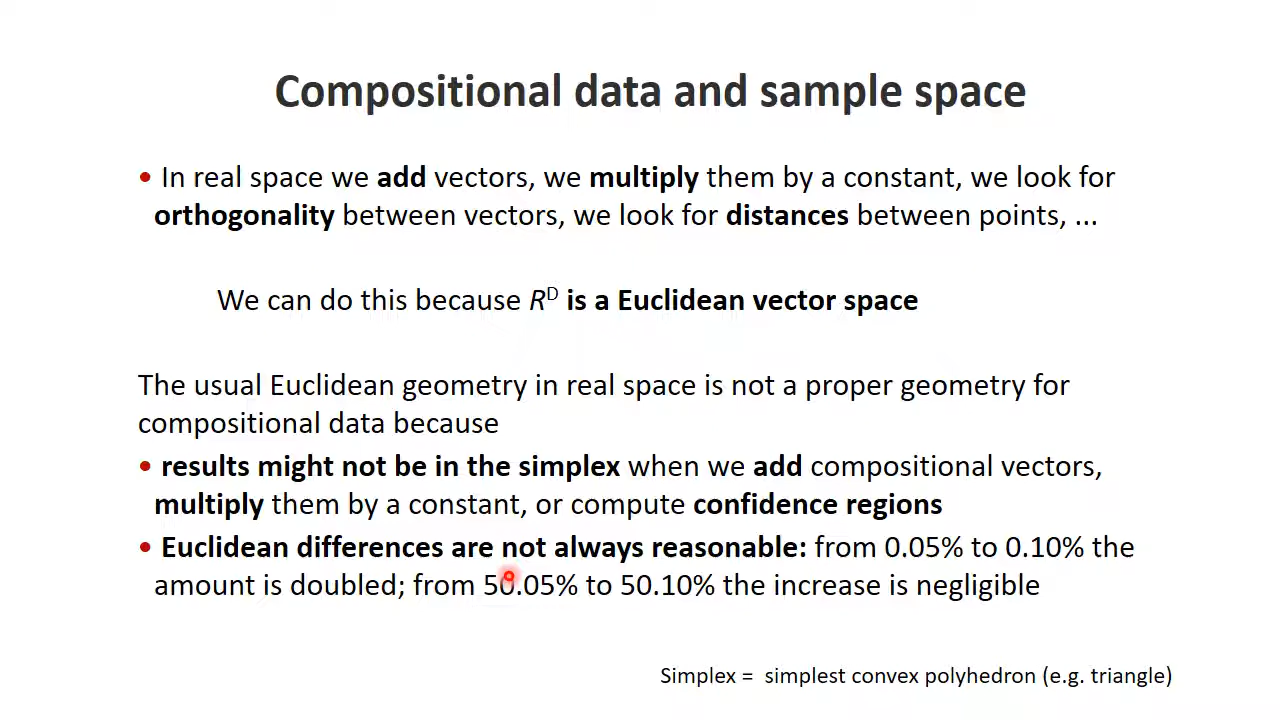 Compositional data and sample space
• In real space we add vectors, we multiply them by a constant, we look for
orthogonality between vectors, we look for distances between points, ...
We can do this because R^D is a Euclidean vector space
The usual Euclidean geometry in real space is not a proper geometry for
compositional data because
• results might not be in the simplex when we add compositional vectors,
multiply them by a constant, or compute confidence regions
• Euclidean differences are not always reasonable: from 0.05% to 0.10% the
amount is doubled; from 50.05% to 50.10% the increase is negligible
Simplex = simplest convex polyhedron (e.g. triangle)